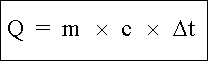 Q = m × c × Δt